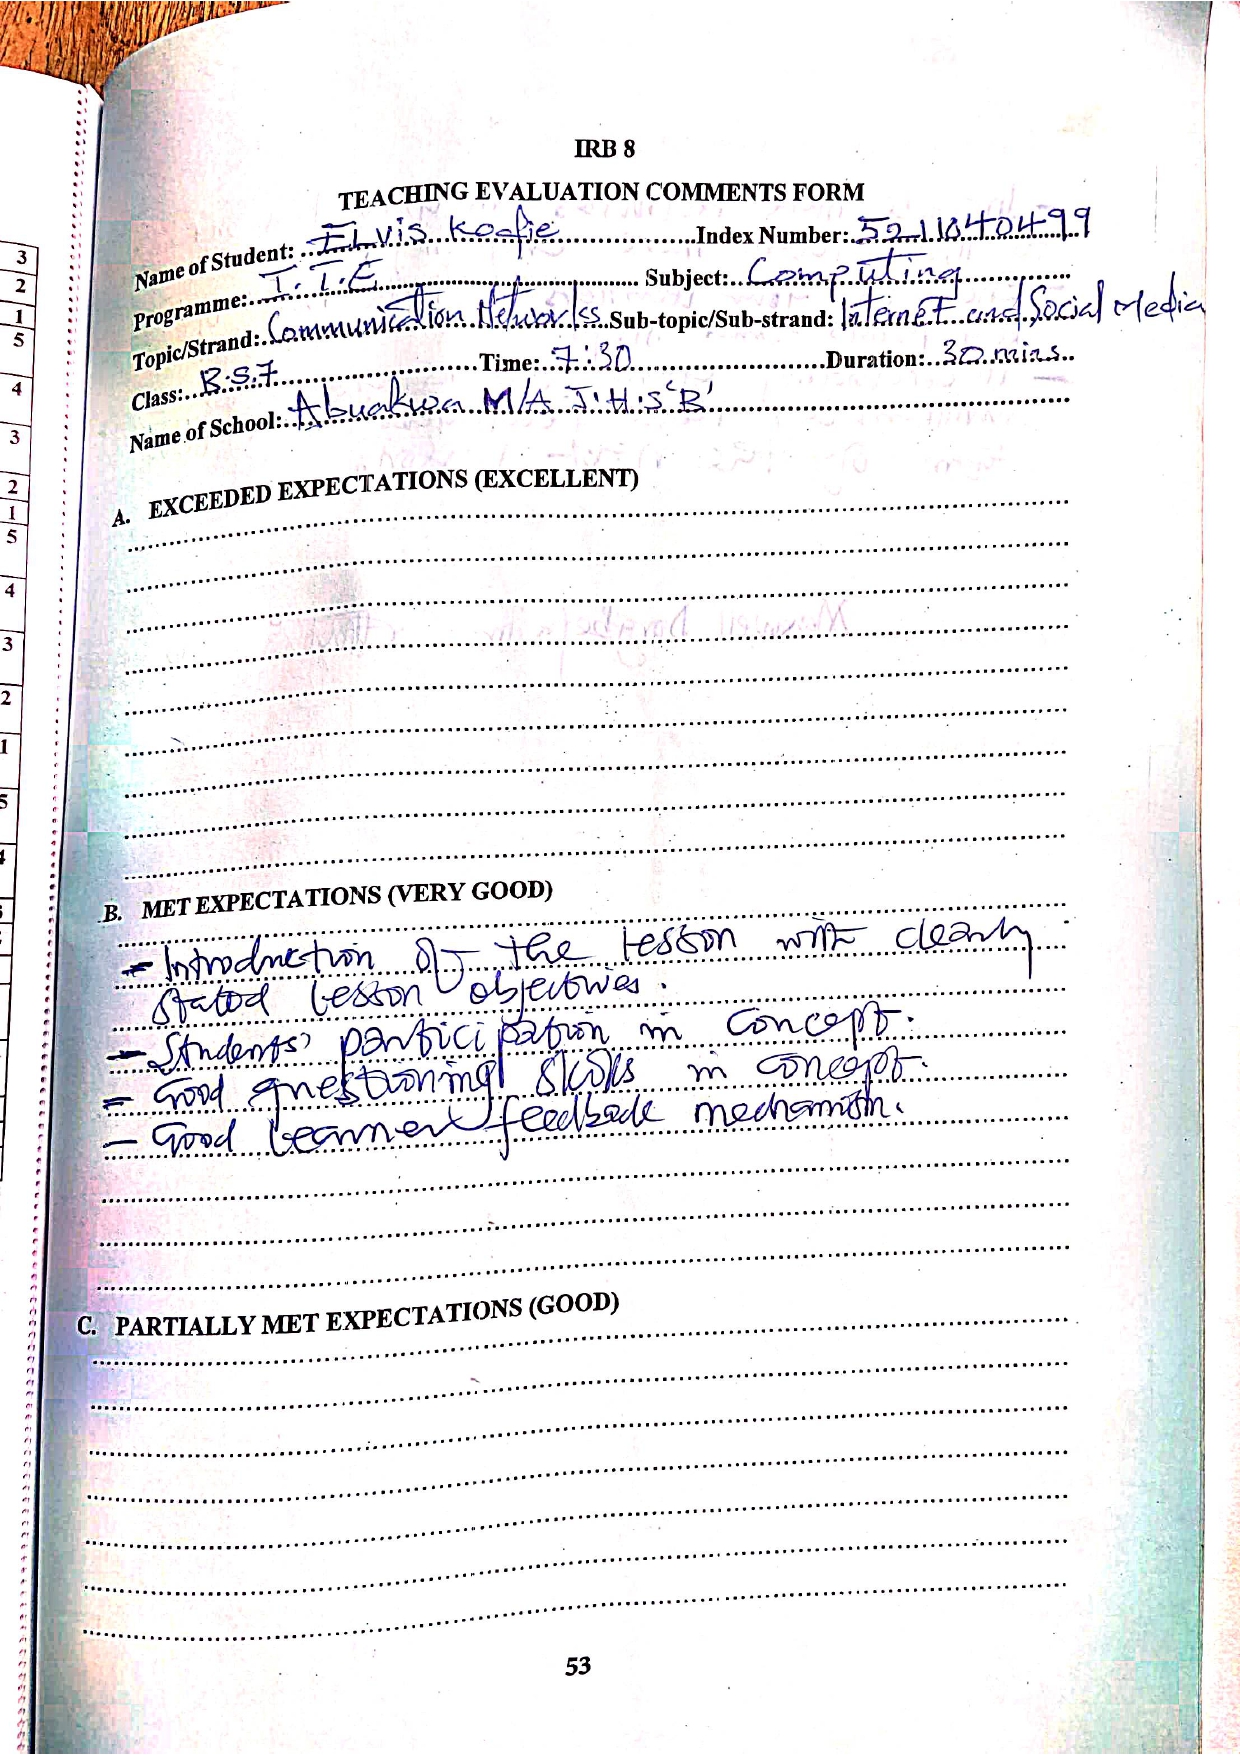 IRB 8
TEACHING EVALUATION COMMENTS FORM
Name of Student: Elvis Koofie Index Number: 5211040499
Programme: I.T.E Subject: Computing
Topic/Strand: Communication Networks Sub-topic/Sub-strand: Internet and Social Media
Class: B.S.7 Time: 7:30 Duration: 30 mins
Name of School: Abuakwa M/A J.H.S 'B'
A. EXCEEDED EXPECTATIONS (EXCELLENT)
B. MET EXPECTATIONS (VERY GOOD)
- Introduction of the lesson with clearly
stated lesson objectives.
- Students' participation in concept.
- Good questioning skills in concept.
- Good learner feedback mechanism.
C. PARTIALLY MET EXPECTATIONS (GOOD)
53
3
2
1
5
4
3
2
1
5
4
3
2
1
5
4